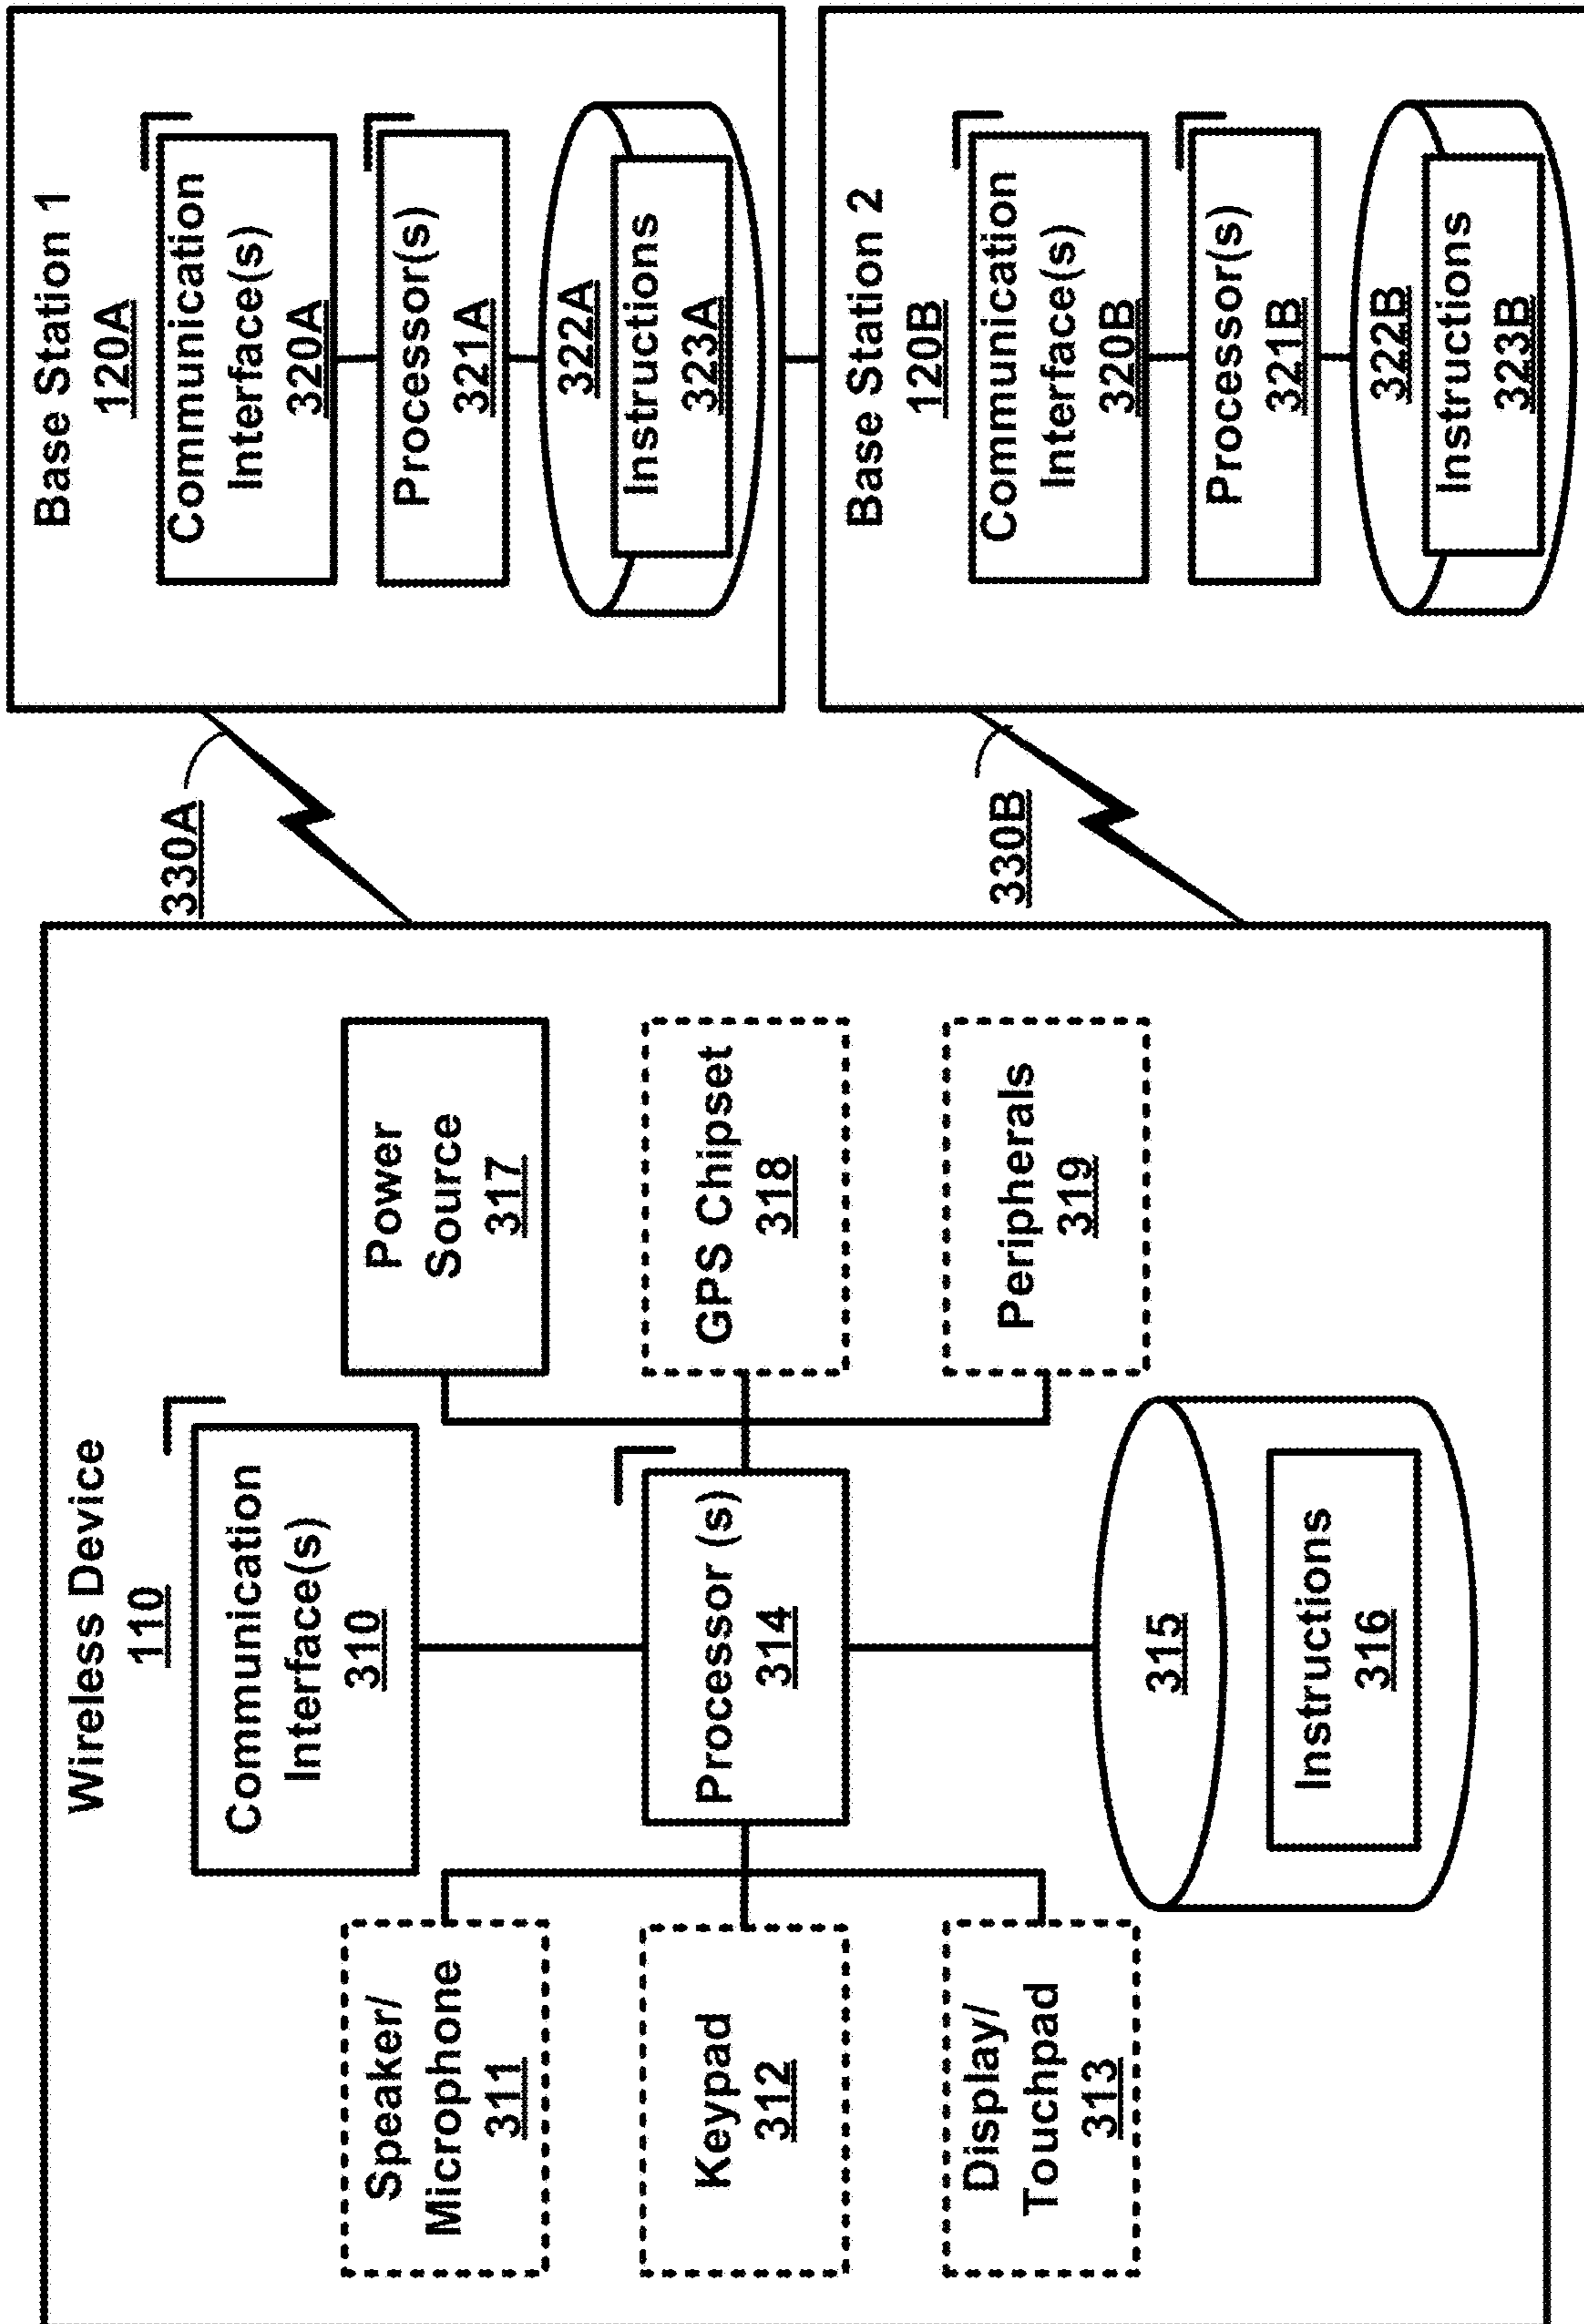 Wireless Device
110
Communication
Interface(s)
310
Speaker/
Microphone
311
Keypad
312
Display/
Touchpad
313
Processor (s)
314
315
Instructions
316
Power
Source
317
GPS Chipset
318
Peripherals
319
330A
330B
Base Station 1
120A
Communication
Interface(s)
320A
Processor(s)
321A
322A
Instructions
323A
Base Station 2
120B
Communication
Interface(s)
320B
Processor(s)
321B
322B
Instructions
323B